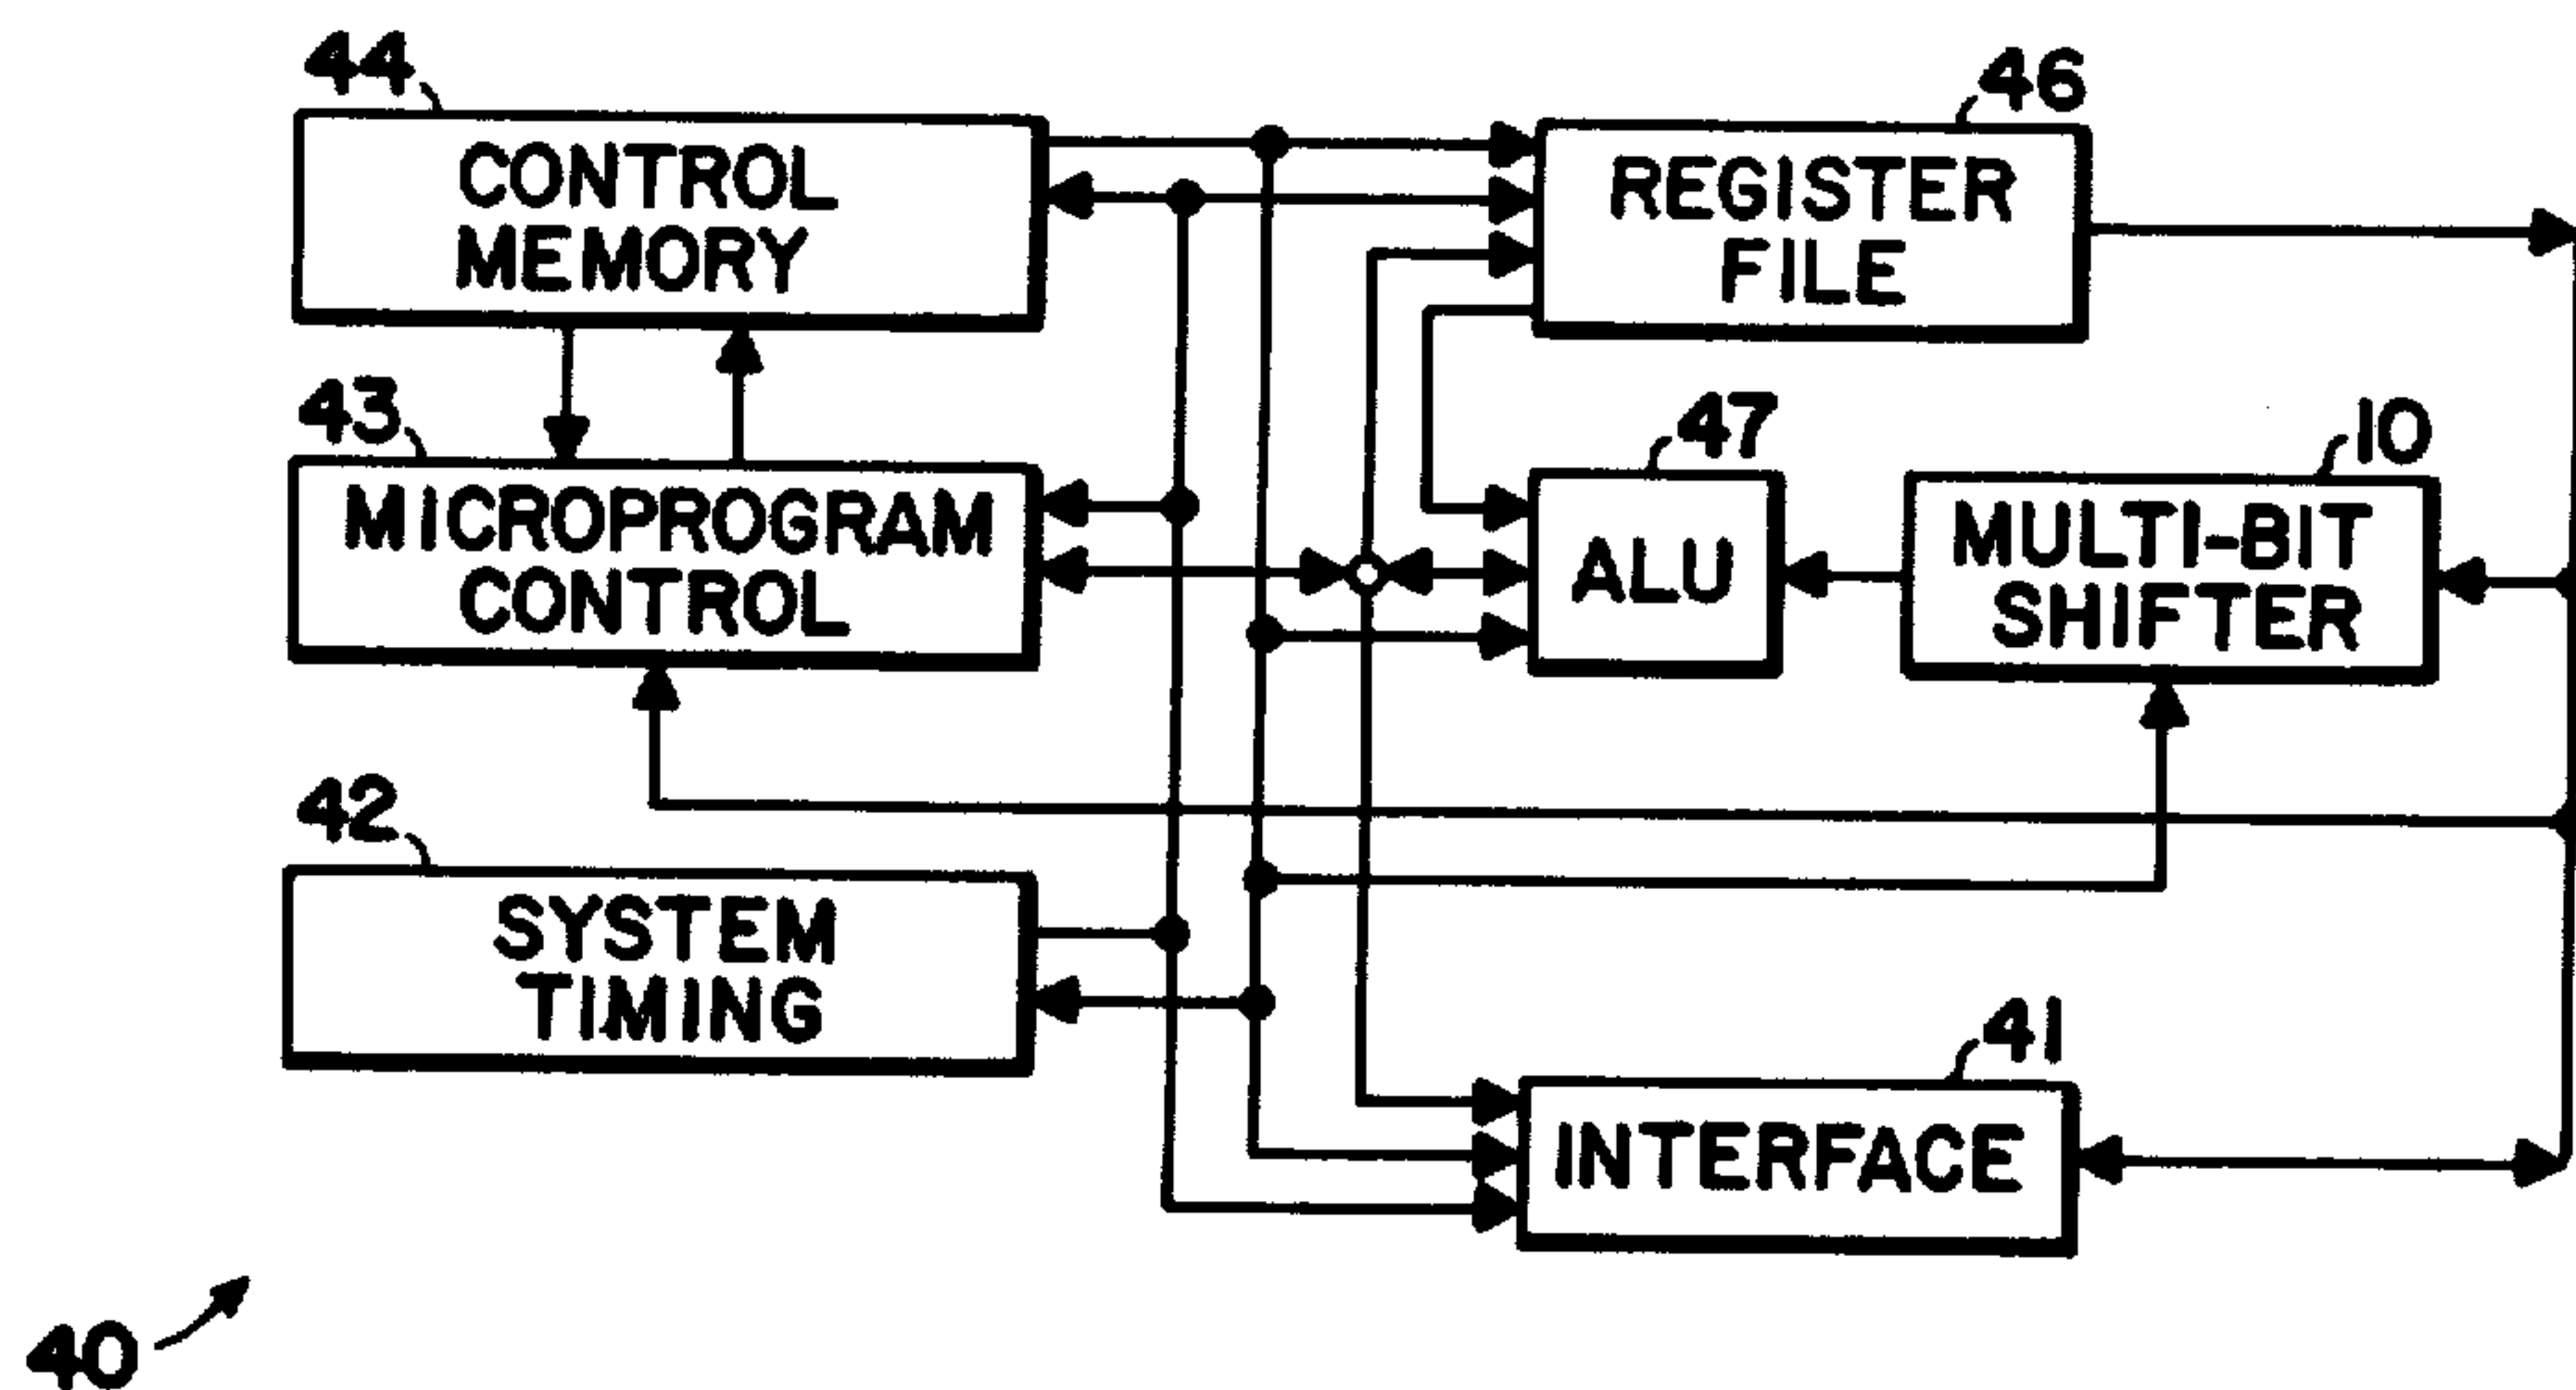 44
CONTROL
MEMORY
46
REGISTER
FILE
43
MICROPROGRAM
CONTROL
47
ALU
10
MULTI-BIT
SHIFTER
42
SYSTEM
TIMING
41
INTERFACE
40